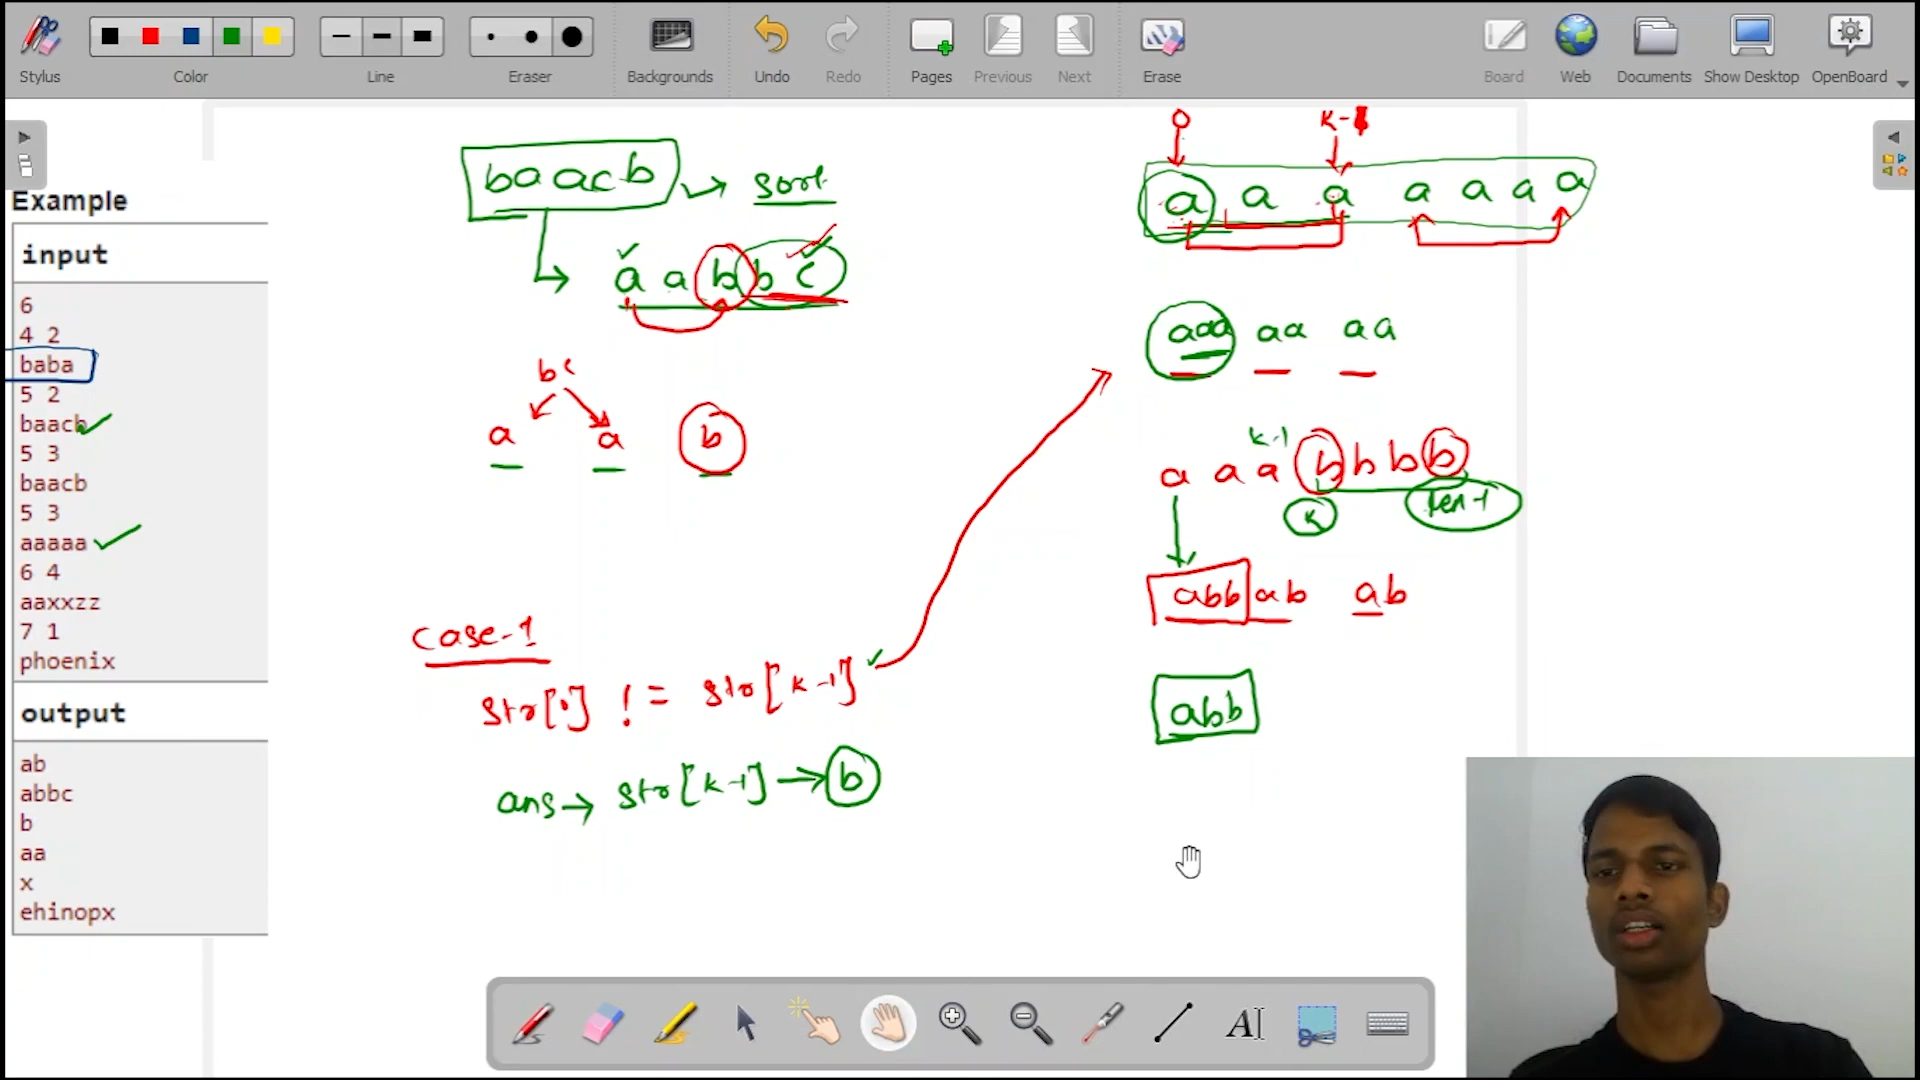 Stylus Color Line Eraser Backgrounds Undo Redo Pages Previous Next Erase Board Web Documents Show Desktop OpenBoard
Example
input
6
4 2
baba
5 2
baacb
5 3
baacb
5 3
aaaaa
6 4
aaxxzz
7 1
phoenix
output
ab
abbc
b
aa
x
ehinopx
baacb → sort
a a b b c
bc
a a b
case-1
str[0] != str[k-1]
ans → str[k-1] → b
0 k-1
a a a a a a a
aaa aa aa
k-1
a a a b b b b
k len-1
abb ab ab
abb